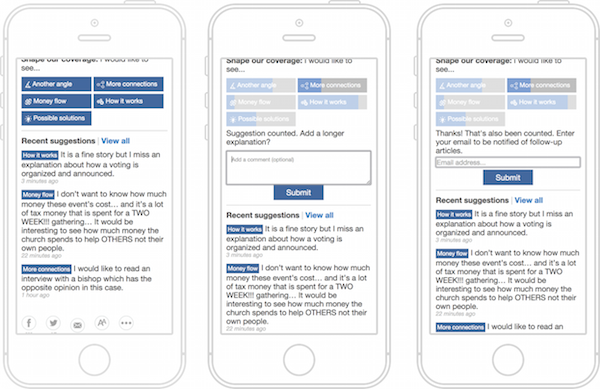 Shape our coverage: I would like to
see...
Another angle
More connections
Money flow
How it works
Possible solutions
Recent suggestions | View all
How it works It is a fine story but I miss an
explanation about how a voting is
organized and announced.
3 minutes ago
Money flow I don't want to know how much
money these event's cost... and it's a lot
of tax money that is spent for a TWO
WEEK!!! gathering... It would be
interesting to see how much money the
church spends to help OTHERS not their
own people.
22 minutes ago
More connections I would like to read an
interview with a bishop which has the
opposite opinion in this case.
1 hour ago
Shape our coverage: I would like to
see...
Another angle
More connections
Money flow
How it works
Possible solutions
Suggestion counted. Add a longer
explanation?
Add a comment (optional)
Submit
Recent suggestions | View all
How it works It is a fine story but I miss an
explanation about how a voting is
organized and announced.
3 minutes ago
Money flow I don't want to know how much
money these event's cost... and it's a lot
of tax money that is spent for a TWO
WEEK!!! gathering... It would be
interesting to see how much money the
church spends to help OTHERS not their
own people.
22 minutes ago
Shape our coverage: I would like to
see...
Another angle
More connections
Money flow
How it works
Possible solutions
Thanks! That's also been counted. Enter
your email to be notified of follow-up
articles.
Email address...
Submit
Recent suggestions | View all
How it works It is a fine story but I miss an
explanation about how a voting is
organized and announced.
3 minutes ago
Money flow I don't want to know how much
money these event's cost... and it's a lot
of tax money that is spent for a TWO
WEEK!!! gathering... It would be
interesting to see how much money the
church spends to help OTHERS not their
own people.
22 minutes ago
More connections I would like to read an